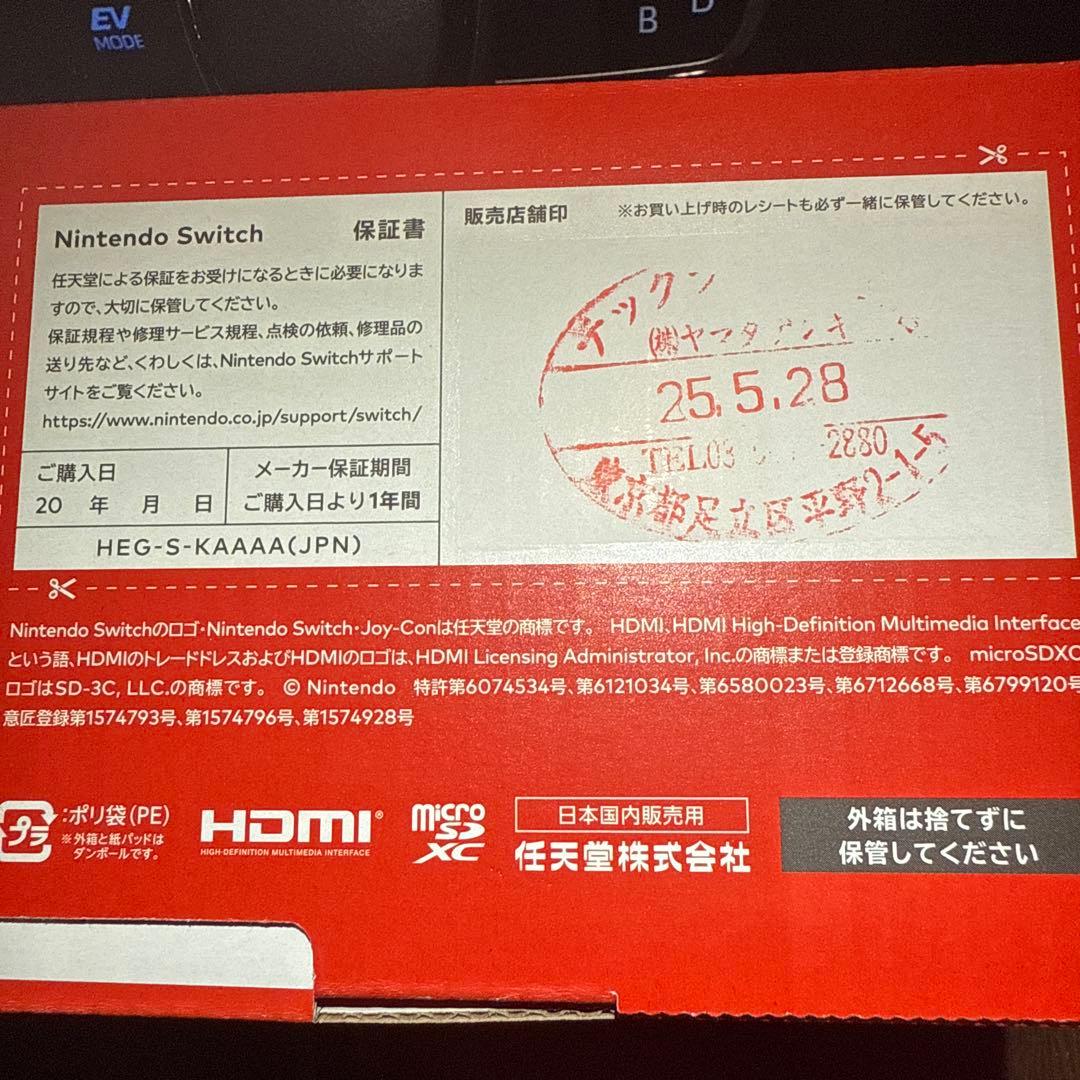 EV
MODE
B
D
Nintendo Switch 保証書
任天堂による保証をお受けになるときに必要になりま
すので、大切に保管してください。
保証規程や修理サービス規程、点検の依頼、修理品の
送り先など、くわしくは、Nintendo Switchサポート
サイトをご覧ください。
https://www.nintendo.co.jp/support/switch/
ご購入日
20 年 月 日
メーカー保証期間
ご購入日より1年間
HEG-S-KAAAA(JPN)
販売店舗印 ※お買い上げ時のレシートも必ず一緒に保管してください。
㈱ヤマダ
25.5.28
TEL03 2880
東京都足立区平野2-1-5
Nintendo Switchのロゴ・Nintendo Switch・Joy-Conは任天堂の商標です。 HDMI、HDMI High-Definition Multimedia Interface
という語、HDMIのトレードドレスおよびHDMIのロゴは、HDMI Licensing Administrator, Inc.の商標または登録商標です。 microSDXC
ロゴはSD-3C, LLC.の商標です。 © Nintendo 特許第6074534号、第6121034号、第6580023号、第6712668号、第6799120号
意匠登録第1574793号、第1574796号、第1574928号
プラ
:ポリ袋(PE)
※外箱と紙パッドは
ダンボールです。
HDMI®
HIGH-DEFINITION MULTIMEDIA INTERFACE
micro
SD
XC
日本国内販売用
任天堂株式会社
外箱は捨てずに
保管してください